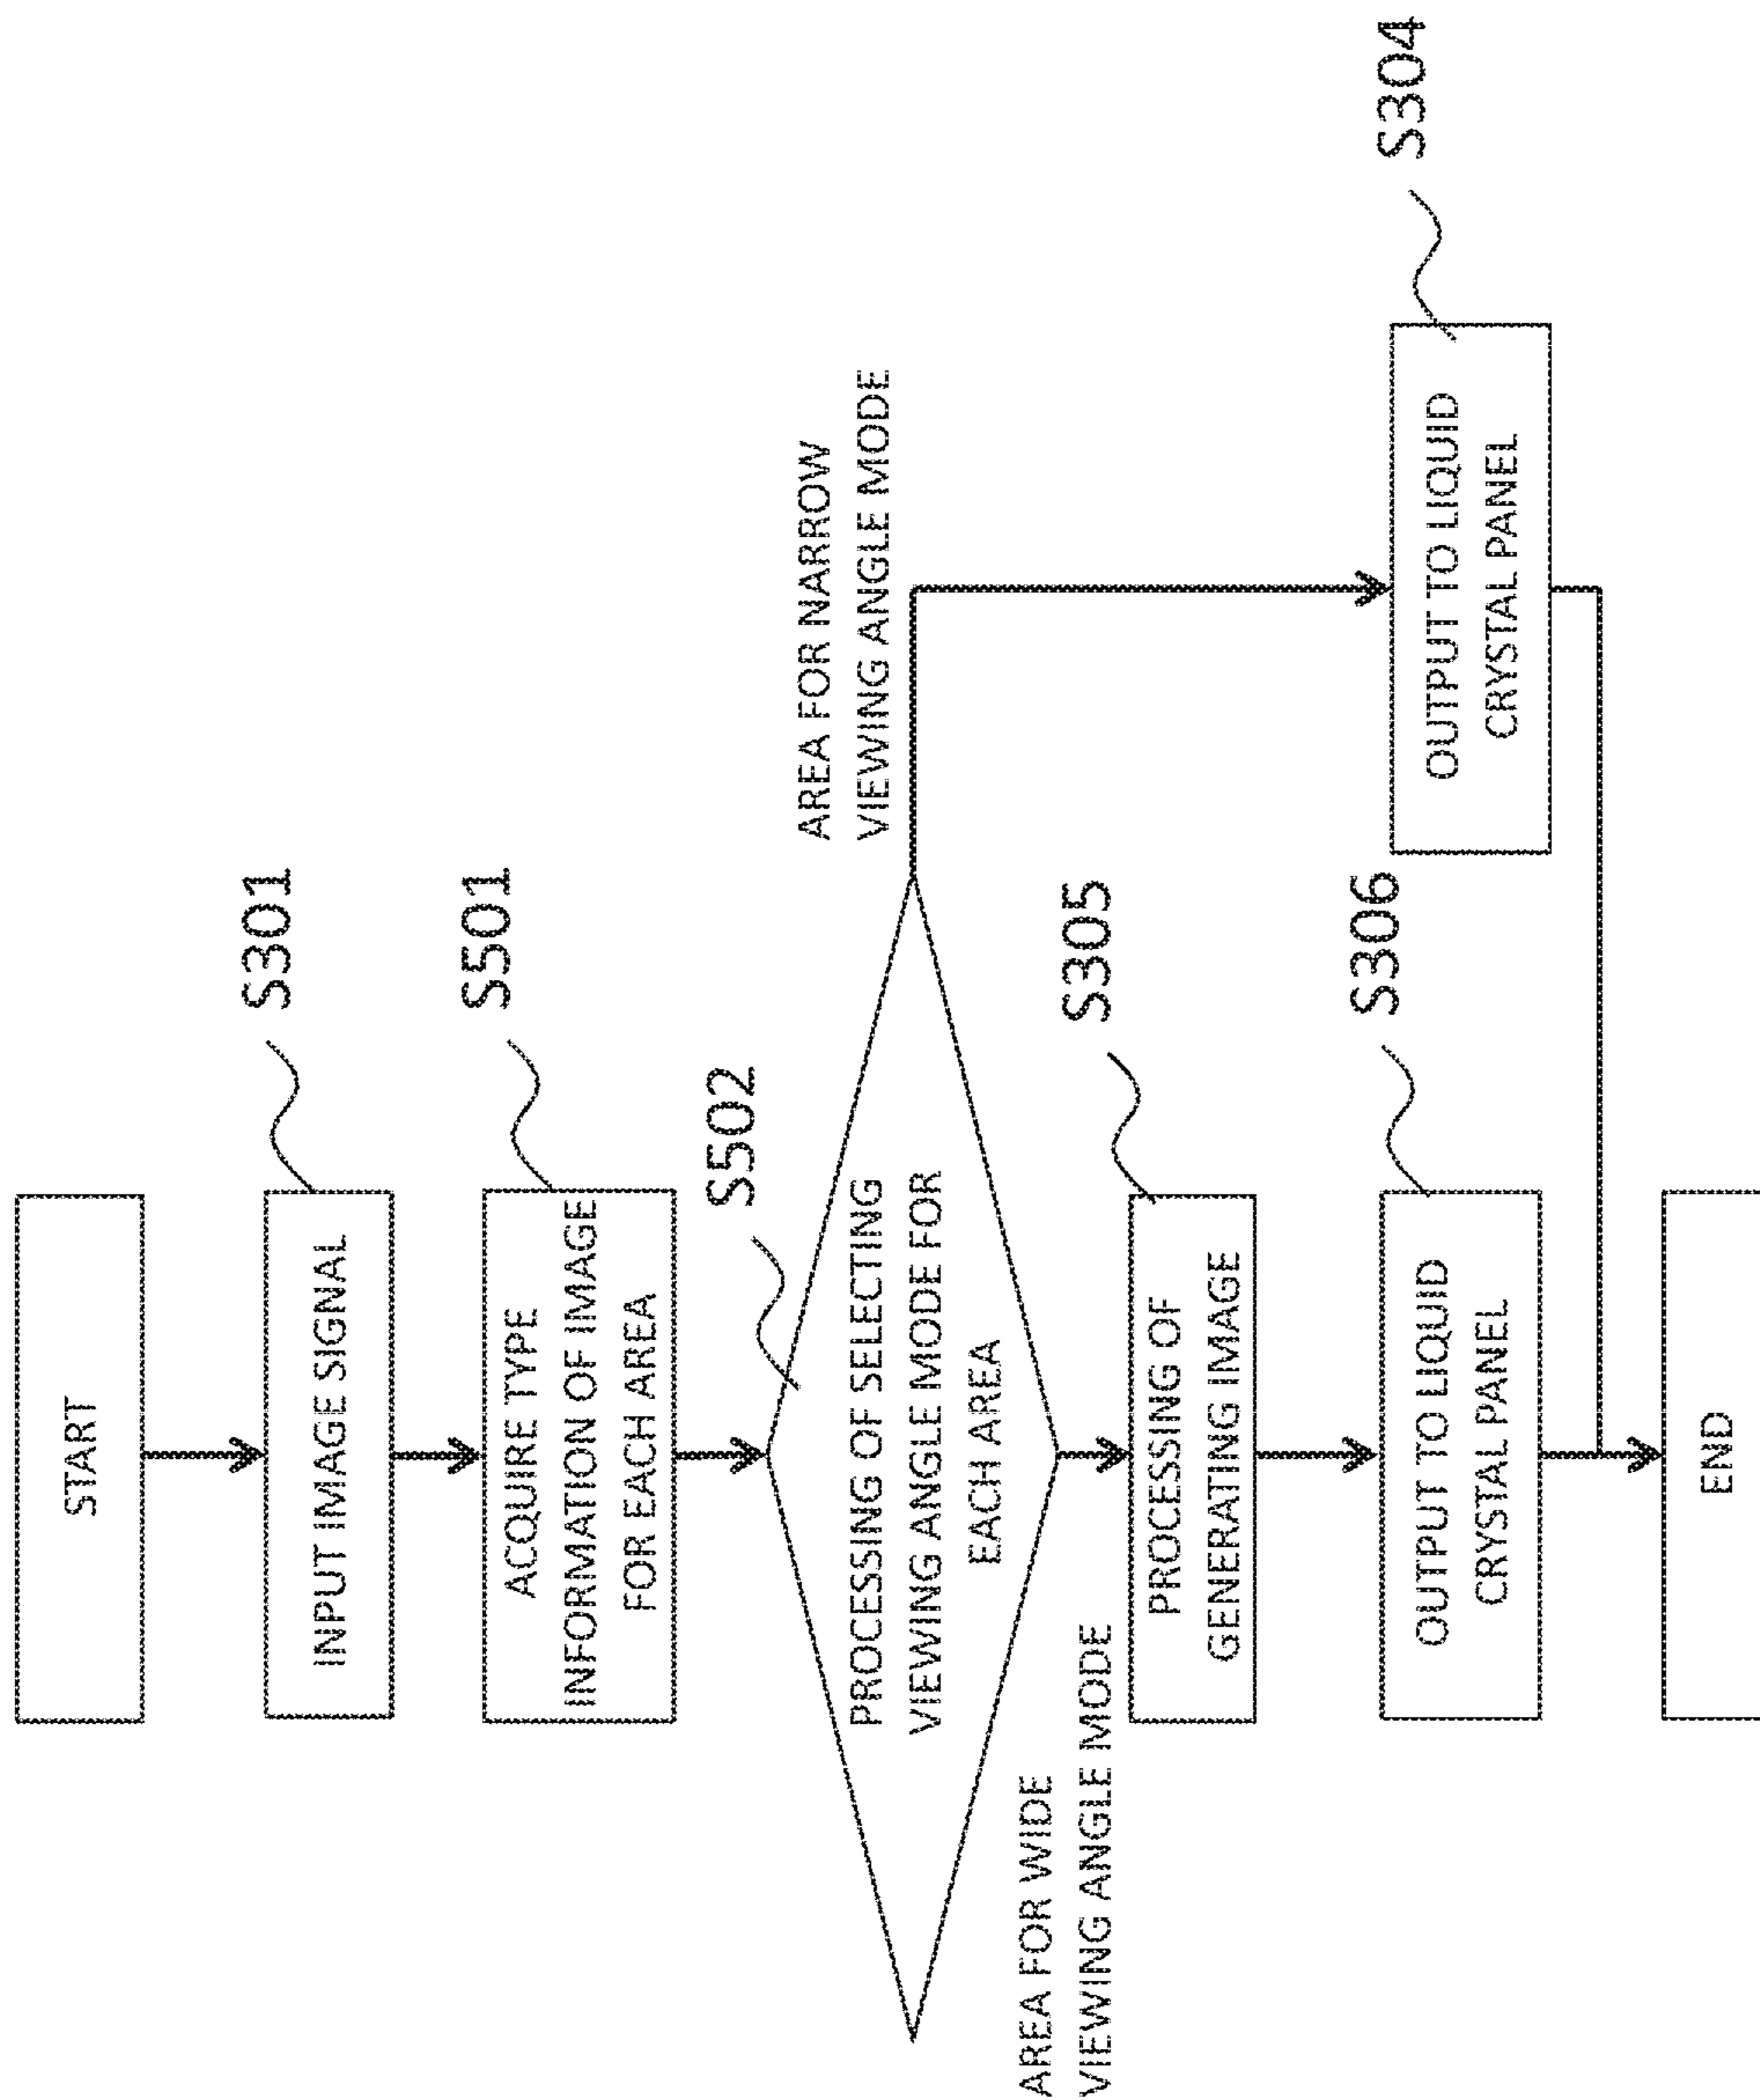 START
S301
INPUT IMAGE SIGNAL
S501
ACQUIRE TYPE
INFORMATION OF IMAGE
FOR EACH AREA
S502
PROCESSING OF SELECTING
VIEWING ANGLE MODE FOR
EACH AREA
AREA FOR NARROW
VIEWING ANGLE MODE
AREA FOR WIDE
VIEWING ANGLE MODE
S305
PROCESSING OF
GENERATING IMAGE
S306
OUTPUT TO LIQUID
CRYSTAL PANEL
S304
OUTPUT TO LIQUID
CRYSTAL PANEL
END